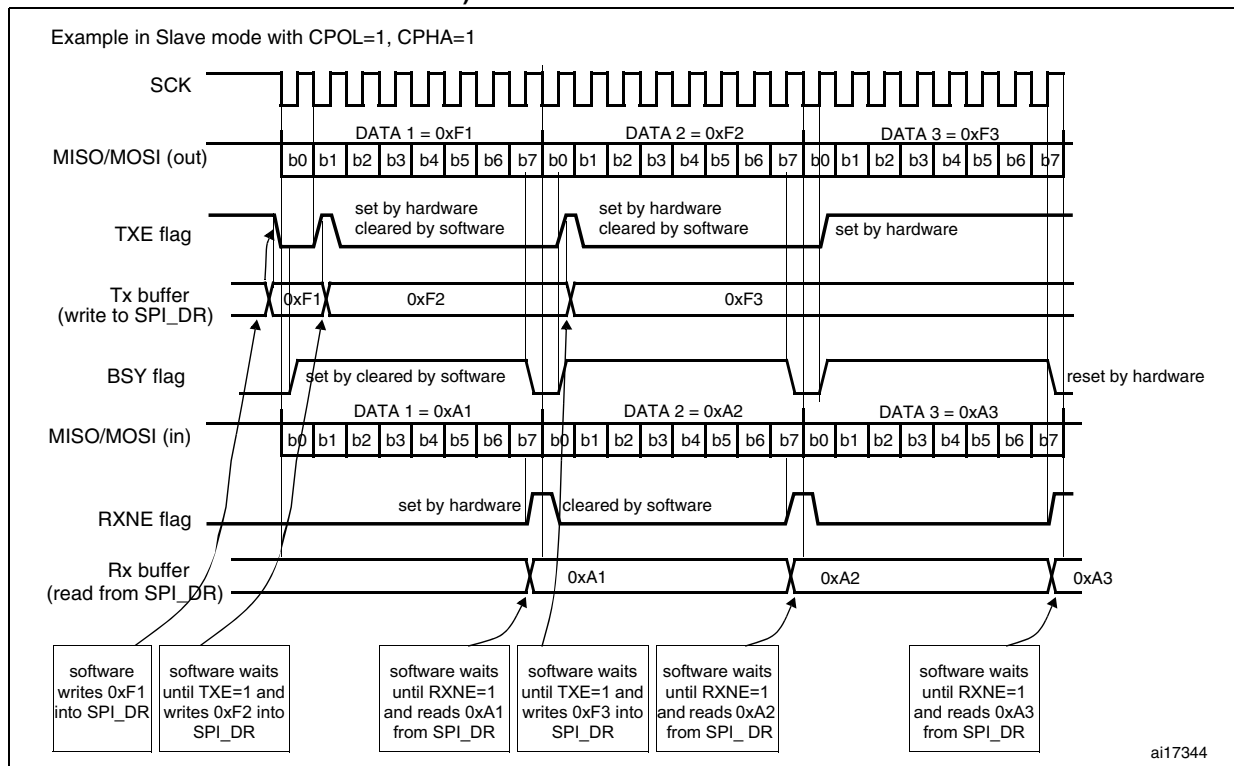 Example in Slave mode with CPOL=1, CPHA=1
SCK
DATA 1 = 0xF1 DATA 2 = 0xF2 DATA 3 = 0xF3
MISO/MOSI (out)
b0 b1 b2 b3 b4 b5 b6 b7 b0 b1 b2 b3 b4 b5 b6 b7 b0 b1 b2 b3 b4 b5 b6 b7
set by hardware
cleared by software
set by hardware
cleared by software
TXE flag
set by hardware
Tx buffer
(write to SPI_DR)
0xF1 0xF2 0xF3
BSY flag
set by cleared by software
reset by hardware
DATA 1 = 0xA1 DATA 2 = 0xA2 DATA 3 = 0xA3
MISO/MOSI (in)
b0 b1 b2 b3 b4 b5 b6 b7 b0 b1 b2 b3 b4 b5 b6 b7 b0 b1 b2 b3 b4 b5 b6 b7
RXNE flag
set by hardware
cleared by software
Rx buffer
(read from SPI_DR)
0xA1 0xA2 0xA3
software
writes 0xF1
into SPI_DR
software waits
until TXE=1 and
writes 0xF2 into
SPI_DR
software waits
until RXNE=1
and reads 0xA1
from SPI_DR
software waits
until TXE=1 and
writes 0xF3 into
SPI_DR
software waits
until RXNE=1
and reads 0xA2
from SPI_ DR
software waits
until RXNE=1
and reads 0xA3
from SPI_DR
ai17344